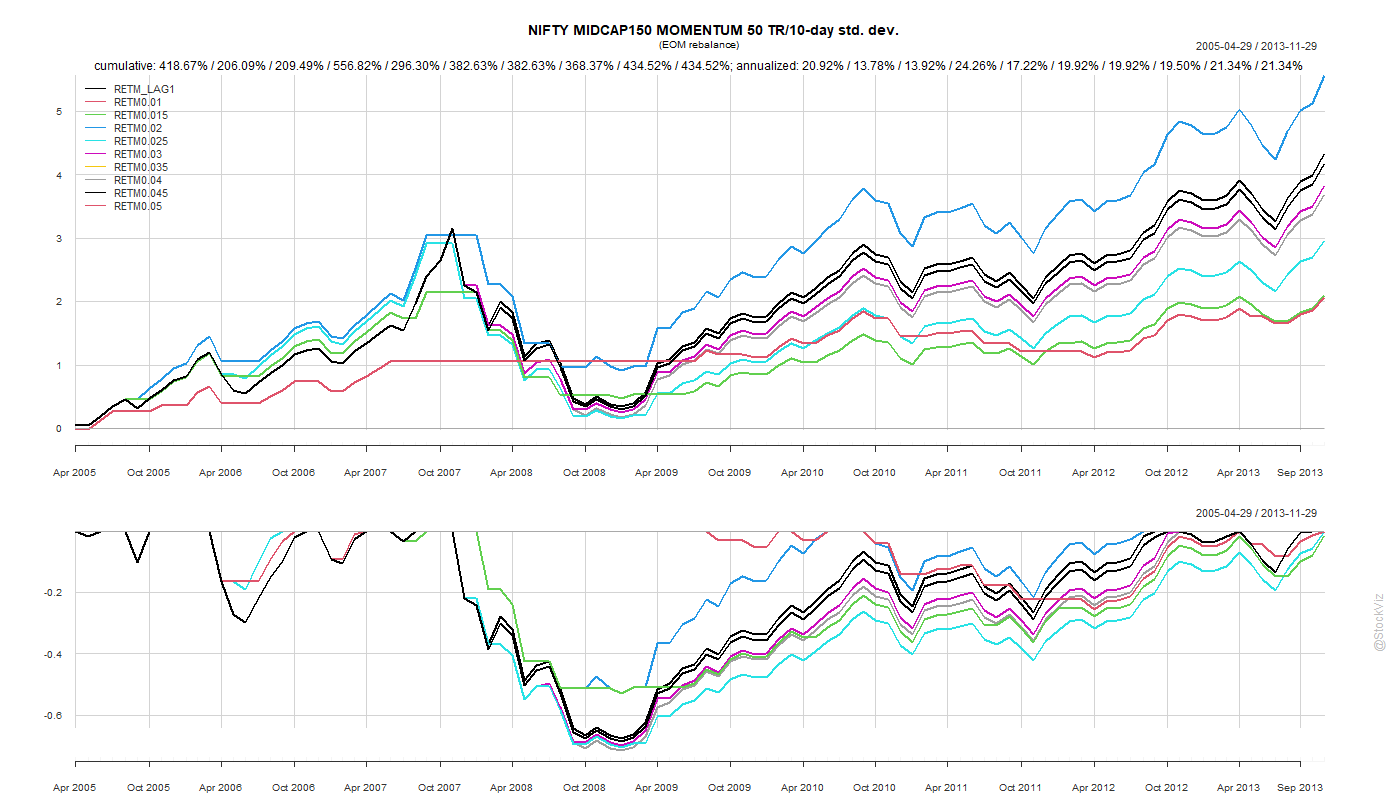 NIFTY MIDCAP150 MOMENTUM 50 TR/10-day std. dev.
(EOM rebalance)
2005-04-29 / 2013-11-29
cumulative: 418.67% / 206.09% / 209.49% / 556.82% / 296.30% / 382.63% / 382.63% / 368.37% / 434.52% / 434.52%; annualized: 20.92% / 13.78% / 13.92% / 24.26% / 17.22% / 19.92% / 19.92% / 19.50% / 21.34% / 21.34%
RETM_LAG1
RETM0.01
RETM0.015
RETM0.02
RETM0.025
RETM0.03
RETM0.035
RETM0.04
RETM0.045
RETM0.05
5
4
3
2
1
0
Apr 2005 Oct 2005 Apr 2006 Oct 2006 Apr 2007 Oct 2007 Apr 2008 Oct 2008 Apr 2009 Oct 2009 Apr 2010 Oct 2010 Apr 2011 Oct 2011 Apr 2012 Oct 2012 Apr 2013 Sep 2013
2005-04-29 / 2013-11-29
-0.2
-0.4
-0.6
Apr 2005 Oct 2005 Apr 2006 Oct 2006 Apr 2007 Oct 2007 Apr 2008 Oct 2008 Apr 2009 Oct 2009 Apr 2010 Oct 2010 Apr 2011 Oct 2011 Apr 2012 Oct 2012 Apr 2013 Sep 2013
@StockViz